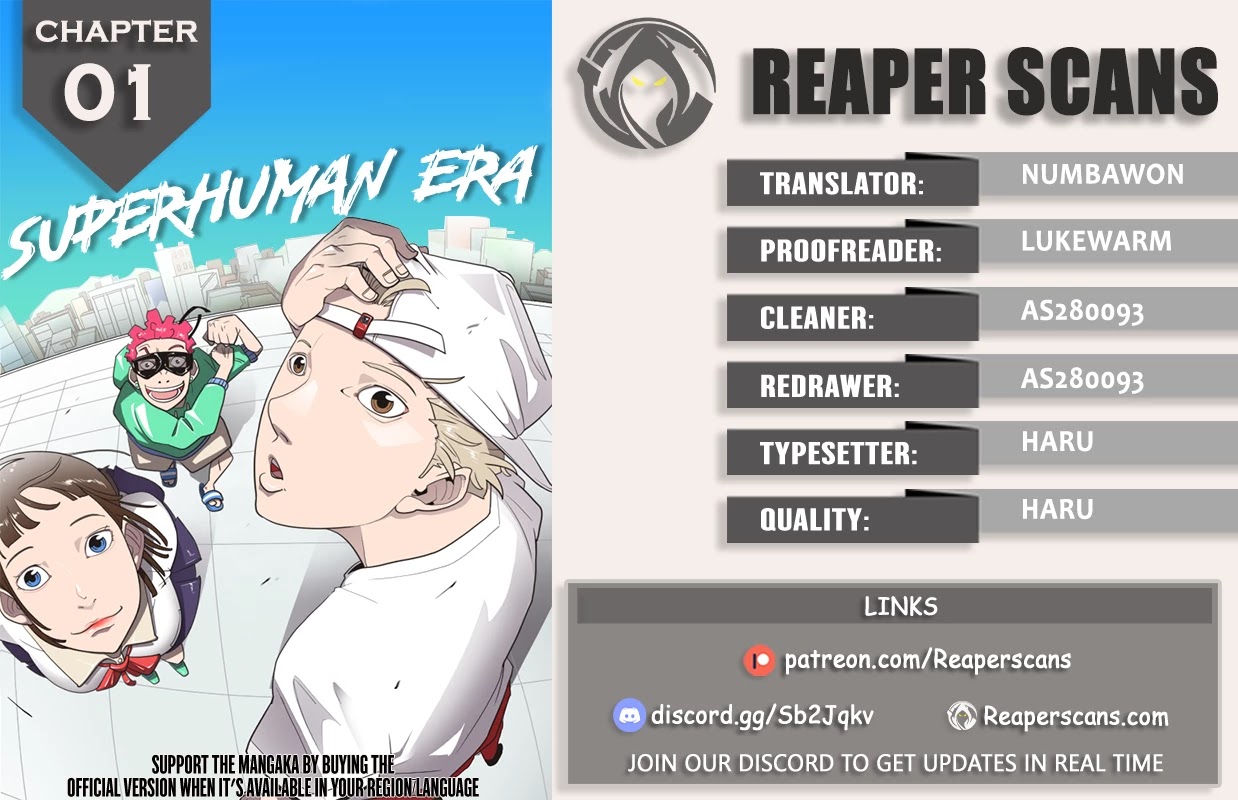 CHAPTER
01
SUPERHUMAN ERA
SUPPORT THE MANGAKA BY BUYING THE
OFFICIAL VERSION WHEN IT'S AVAILABLE IN YOUR REGION/LANGUAGE
REAPER SCANS
TRANSLATOR: NUMBAWON
PROOFREADER: LUKEWARM
CLEANER: AS280093
REDRAWER: AS280093
TYPESETTER: HARU
QUALITY: HARU
LINKS
patreon.com/Reaperscans
discord.gg/Sb2Jqkv Reaperscans.com
JOIN OUR DISCORD TO GET UPDATES IN REAL TIME